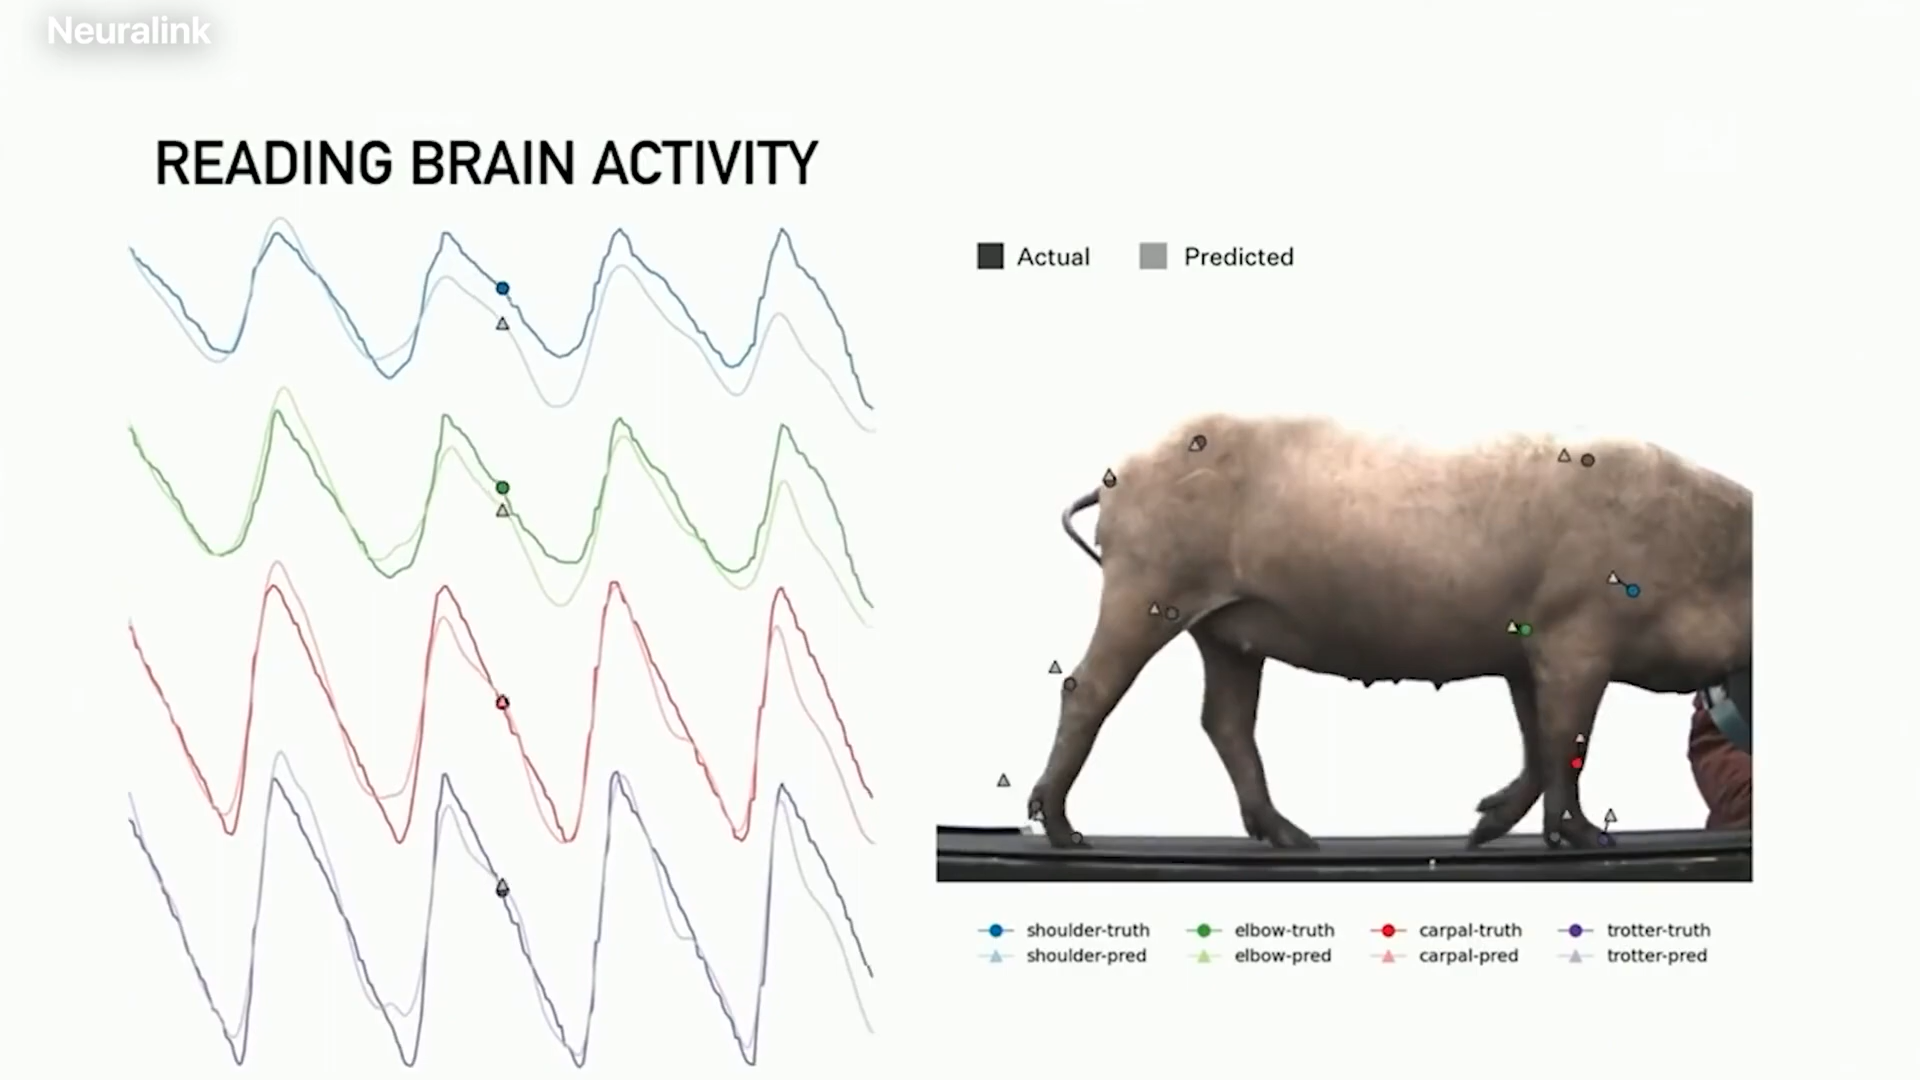 Neuralink
READING BRAIN ACTIVITY
Actual Predicted
shoulder-truth elbow-truth carpal-truth trotter-truth
shoulder-pred elbow-pred carpal-pred trotter-pred